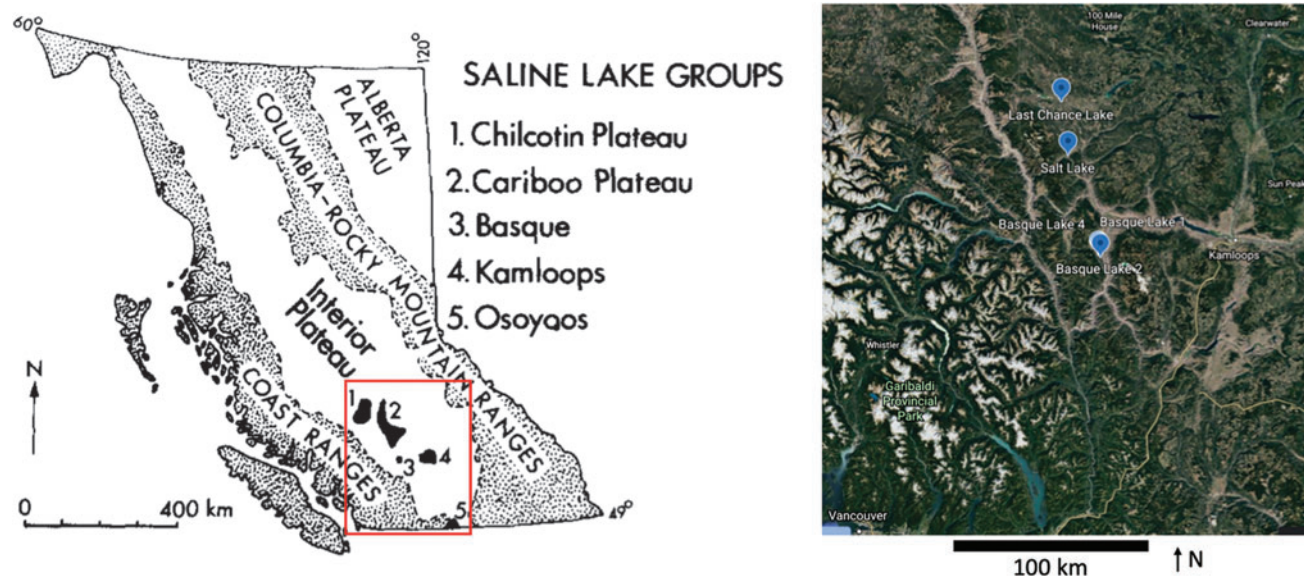 60°
120°
ALBERTA
PLATEAU
COLUMBIA-ROCKY MOUNTAIN RANGES
Interior
Plateau
COAST RANGES
1
2
3
4
5
N
0 400 km
49°
SALINE LAKE GROUPS
1. Chilcotin Plateau
2. Cariboo Plateau
3. Basque
4. Kamloops
5. Osoyoos
100 Mile
House
Clearwater
Last Chance Lake
Salt Lake
Sun Peak
Basque Lake 4
Basque Lake 1
Basque Lake 2
Kamloops
Whistler
Garibaldi
Provincial
Park
Vancouver
100 km
N